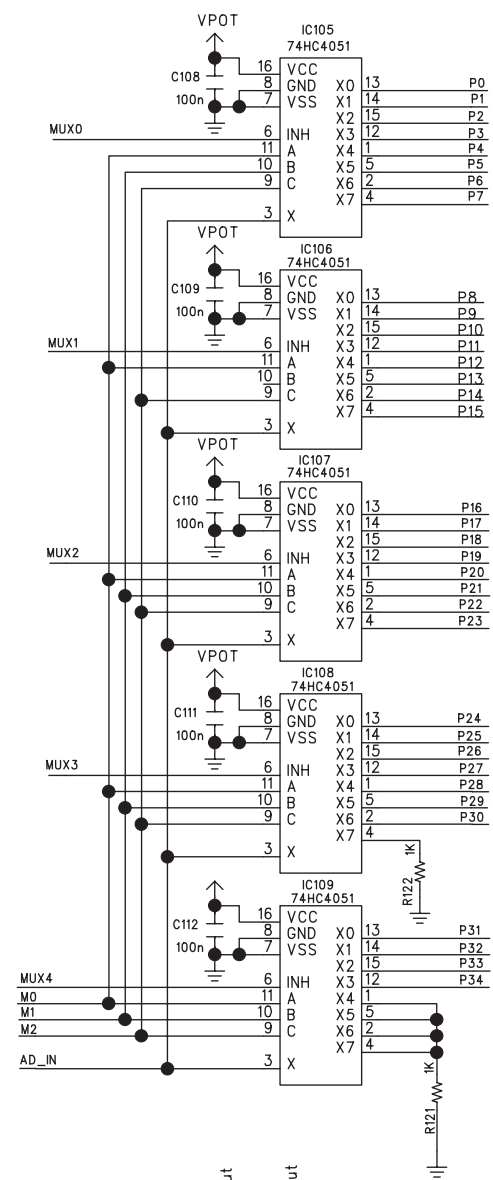 VPOT
IC105
74HC4051
C108
100n
16 VCC
8 GND X0 13 P0
7 VSS X1 14 P1
X2 15 P2
MUX0 6 INH X3 12 P3
11 A X4 1 P4
10 B X5 5 P5
9 C X6 2 P6
X7 4 P7
3 X
VPOT
IC106
74HC4051
C109
100n
16 VCC
8 GND X0 13 P8
7 VSS X1 14 P9
X2 15 P10
MUX1 6 INH X3 12 P11
11 A X4 1 P12
10 B X5 5 P13
9 C X6 2 P14
X7 4 P15
3 X
VPOT
IC107
74HC4051
C110
100n
16 VCC
8 GND X0 13 P16
7 VSS X1 14 P17
X2 15 P18
MUX2 6 INH X3 12 P19
11 A X4 1 P20
10 B X5 5 P21
9 C X6 2 P22
X7 4 P23
3 X
VPOT
IC108
74HC4051
C111
100n
16 VCC
8 GND X0 13 P24
7 VSS X1 14 P25
X2 15 P26
MUX3 6 INH X3 12 P27
11 A X4 1 P28
10 B X5 5 P29
9 C X6 2 P30
X7 4
3 X
1K
R122
IC109
74HC4051
C112
100n
16 VCC
8 GND X0 13 P31
7 VSS X1 14 P32
X2 15 P33
MUX4 6 INH X3 12 P34
M0 11 A X4 1
M1 10 B X5 5
M2 9 C X6 2
X7 4
AD_IN 3 X
1K
R121
ut
ut